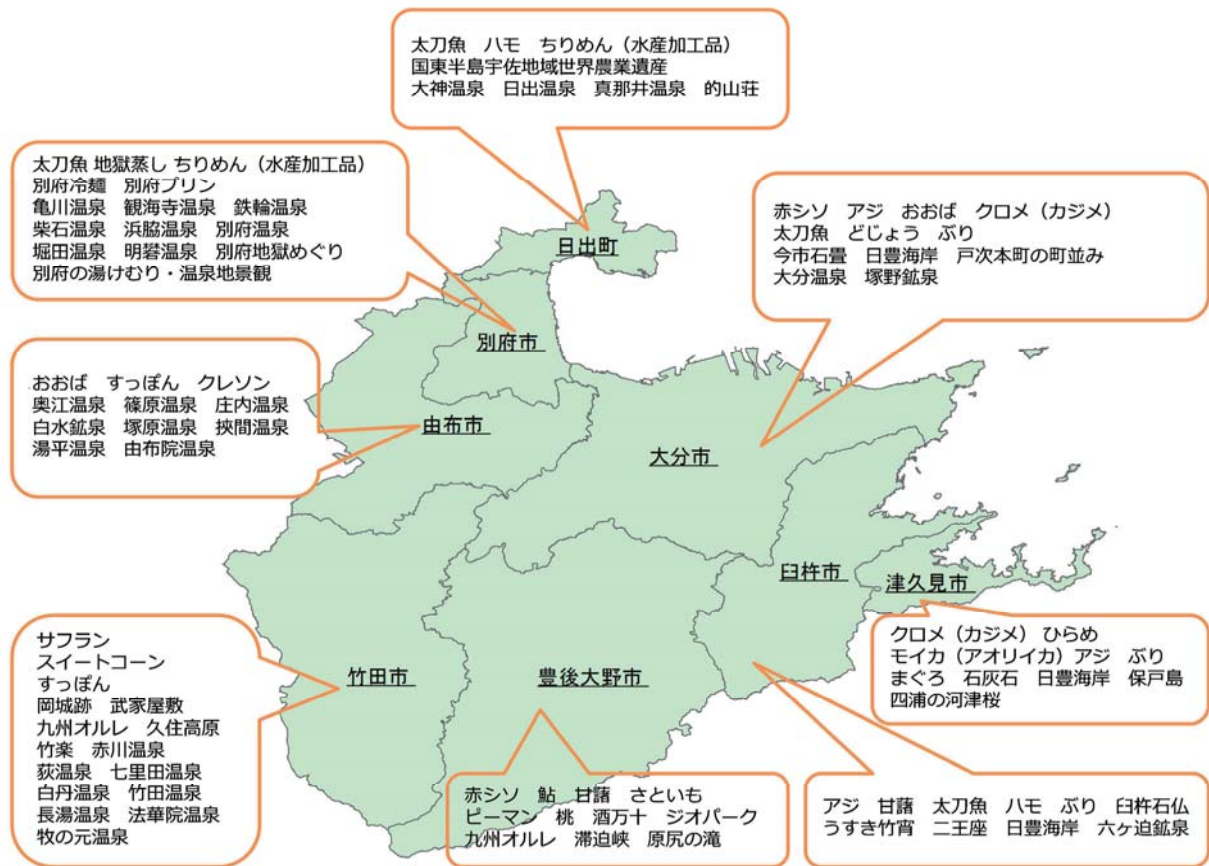 太刀魚　ハモ　ちりめん（水産加工品）
国東半島宇佐地域世界農業遺産
大神温泉　日出温泉　真那井温泉　的山荘
太刀魚 地獄蒸し ちりめん（水産加工品）
別府冷麺　別府プリン
亀川温泉　観海寺温泉　鉄輪温泉
柴石温泉　浜脇温泉　別府温泉
堀田温泉　明礬温泉　別府地獄めぐり
別府の湯けむり・温泉地景観
赤シソ　アジ　おおば　クロメ（カジメ）
太刀魚　どじょう　ぶり
今市石畳　日豊海岸　戸次本町の町並み
大分温泉　塚野鉱泉
日出町
別府市
おおば　すっぽん　クレソン
奥江温泉　篠原温泉　庄内温泉
白水鉱泉　塚原温泉　挾間温泉
湯平温泉　由布院温泉
由布市
大分市
臼杵市
津久見市
竹田市
豊後大野市
サフラン
スイートコーン
すっぽん
岡城跡　武家屋敷
九州オルレ　久住高原
竹楽　赤川温泉
荻温泉　七里田温泉
白丹温泉　竹田温泉
長湯温泉　法華院温泉
牧の元温泉
クロメ（カジメ）ひらめ
モイカ（アオリイカ）アジ　ぶり
まぐろ　石灰石　日豊海岸　保戸島
四浦の河津桜
赤シソ　鮎　甘藷　さといも
ピーマン　桃　酒万十　ジオパーク
九州オルレ　滞迫峡　原尻の滝
アジ　甘藷　太刀魚　ハモ　ぶり　臼杵石仏
うすき竹宵　二王座　日豊海岸　六ヶ迫鉱泉